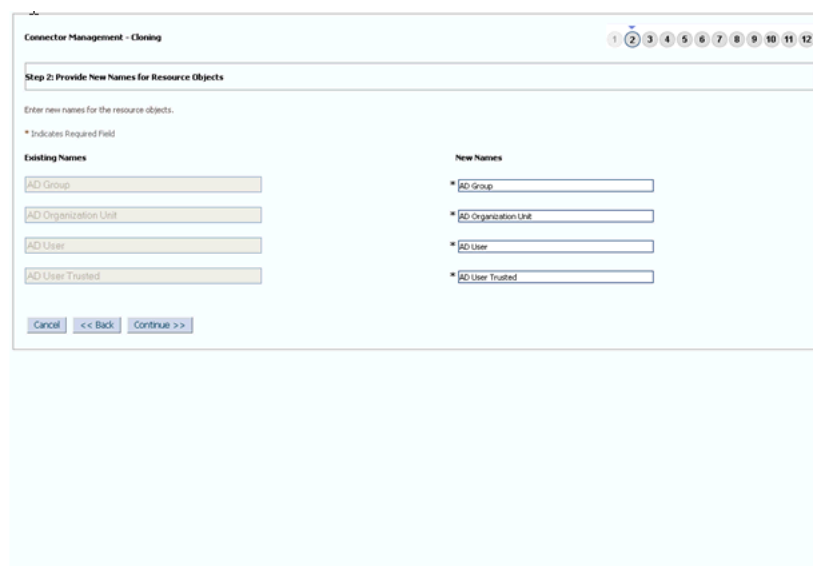 Connector Management - Cloning
1 2 3 4 5 6 7 8 9 10 11 12
Step 2: Provide New Names for Resource Objects
Enter new names for the resource objects.
* Indicates Required Field
Existing Names New Names
AD Group * AD Group
AD Organization Unit * AD Organization Unit
AD User * AD User
AD User Trusted * AD User Trusted
Cancel << Back Continue >>